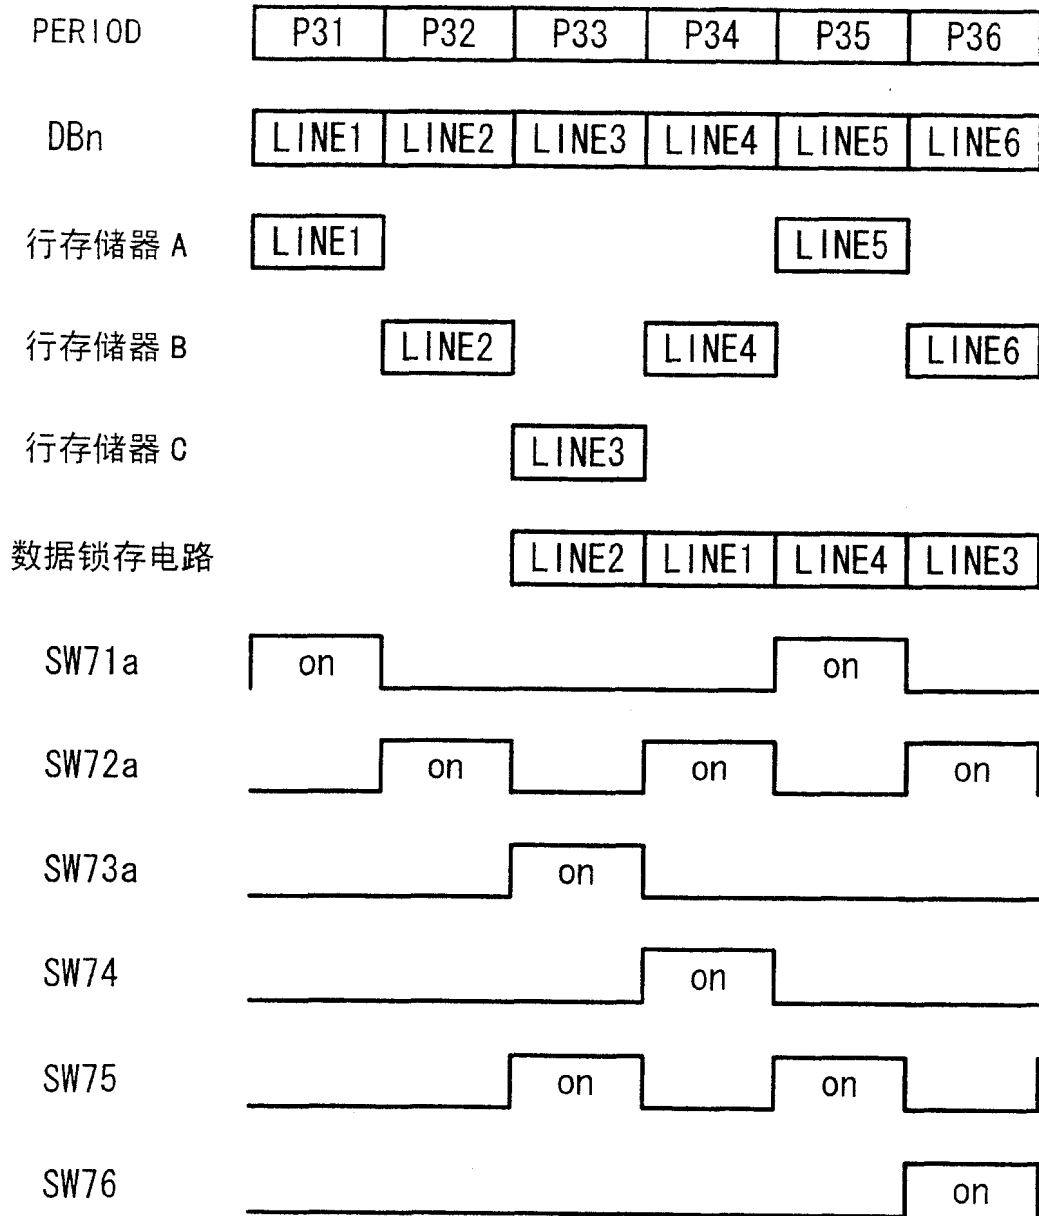 PERIOD P31 P32 P33 P34 P35 P36
DBn LINE1 LINE2 LINE3 LINE4 LINE5 LINE6
行存储器 A LINE1 LINE5
行存储器 B LINE2 LINE4 LINE6
行存储器 C LINE3
数据锁存电路 LINE2 LINE1 LINE4 LINE3
SW71a on on
SW72a on on on
SW73a on
SW74 on
SW75 on on
SW76 on